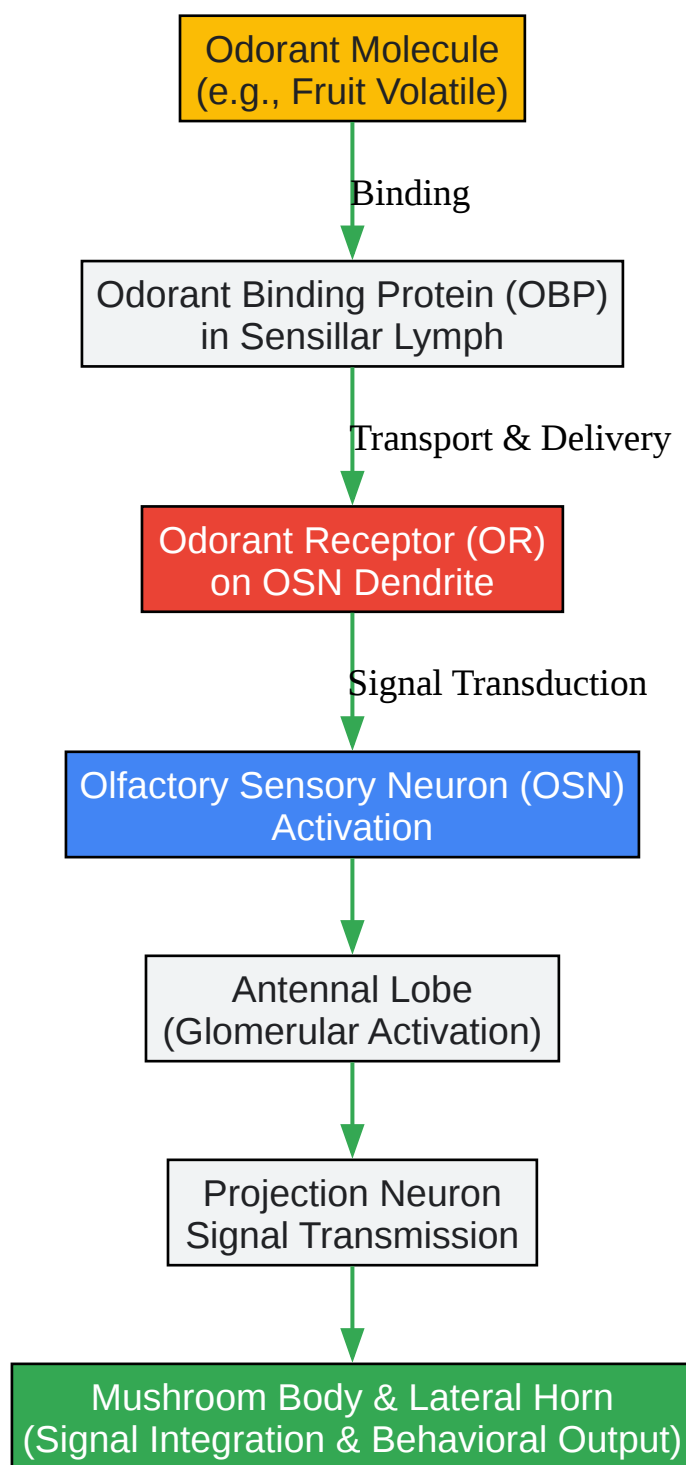 Odorant Molecule
(e.g., Fruit Volatile)
Binding
Odorant Binding Protein (OBP)
in Sensillar Lymph
Transport & Delivery
Odorant Receptor (OR)
on OSN Dendrite
Signal Transduction
Olfactory Sensory Neuron (OSN)
Activation
Antennal Lobe
(Glomerular Activation)
Projection Neuron
Signal Transmission
Mushroom Body & Lateral Horn
(Signal Integration & Behavioral Output)